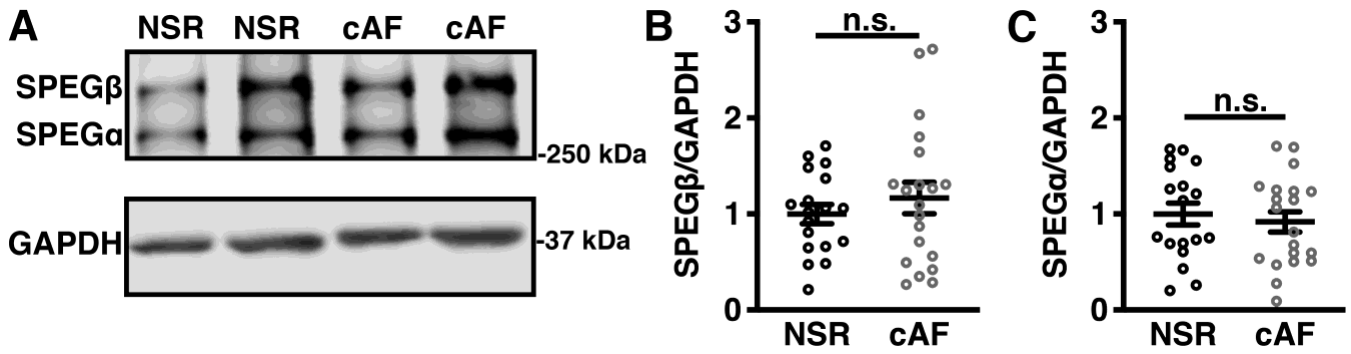 A
NSR NSR cAF cAF
SPEGβ
SPEGα
-250 kDa
GAPDH
-37 kDa
B
SPEGβ/GAPDH
3
2
1
0
n.s.
NSR cAF
C
SPEGα/GAPDH
3
2
1
0
n.s.
NSR cAF